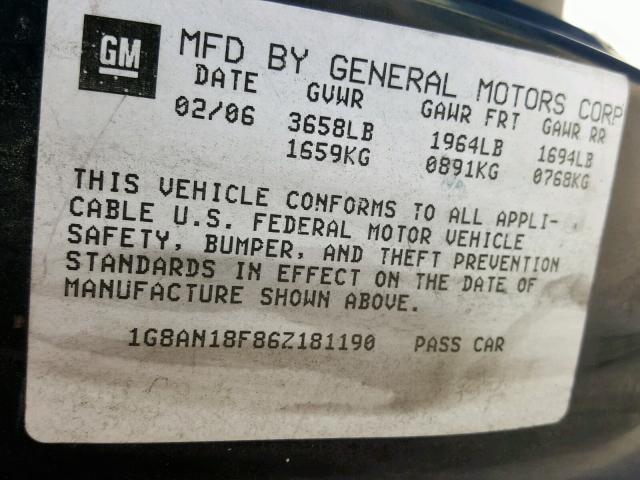 GM MFD BY GENERAL MOTORS CORP
DATE GVWR GAWR FRT GAWR RR
02/06 3658LB 1964LB 1694LB
1659KG 0891KG 0768KG
THIS VEHICLE CONFORMS TO ALL APPLI-
CABLE U.S. FEDERAL MOTOR VEHICLE
SAFETY, BUMPER, AND THEFT PREVENTION
STANDARDS IN EFFECT ON THE DATE OF
MANUFACTURE SHOWN ABOVE.
1G8AN18F86Z181190 PASS CAR